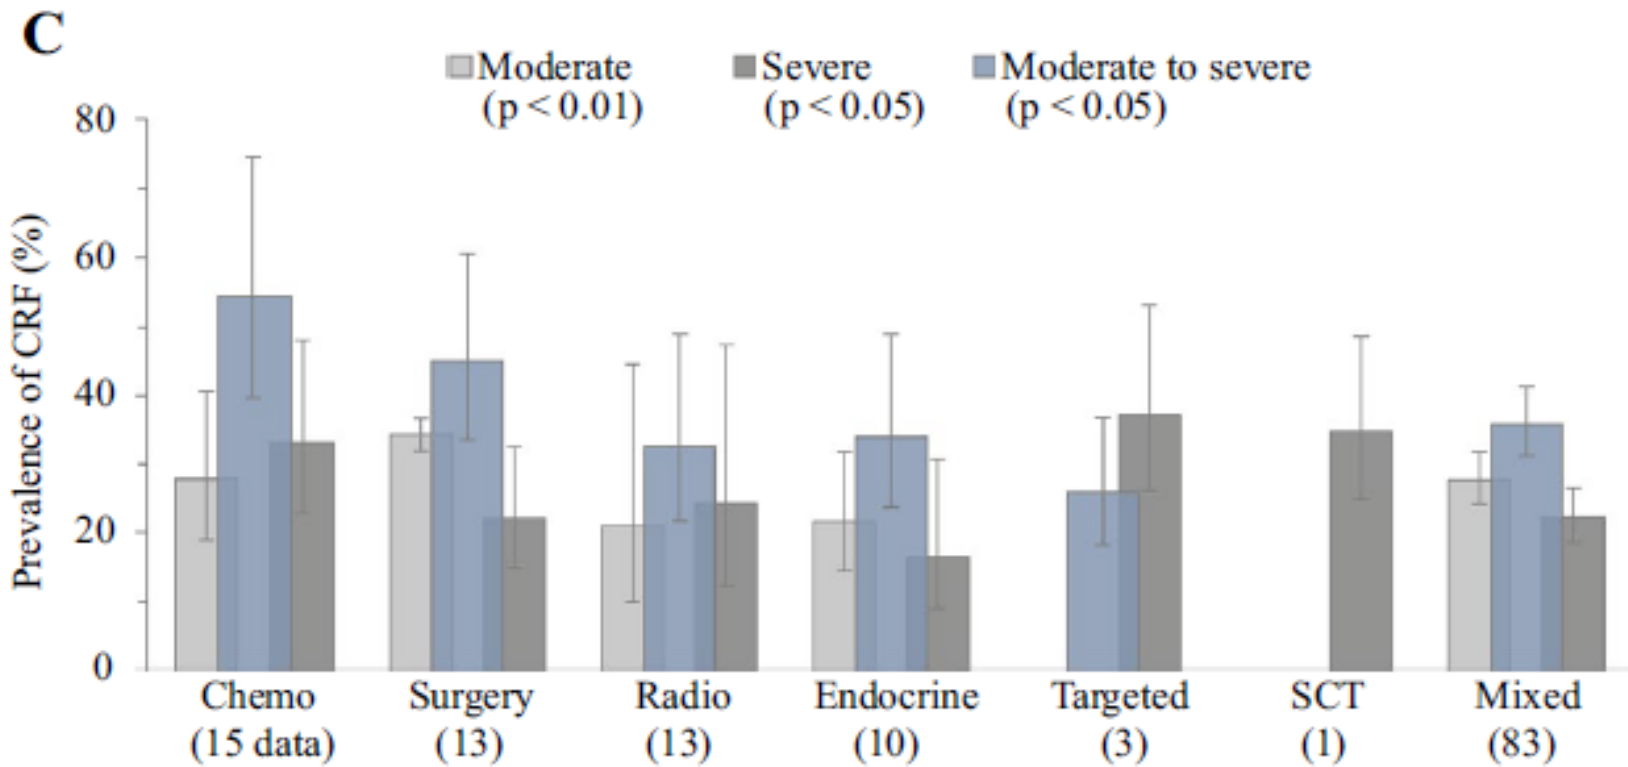 C
Moderate Severe Moderate to severe
(p < 0.01) (p < 0.05) (p < 0.05)
Prevalence of CRF (%)
80
60
40
20
0
Chemo Surgery Radio Endocrine Targeted SCT Mixed
(15 data) (13) (13) (10) (3) (1) (83)